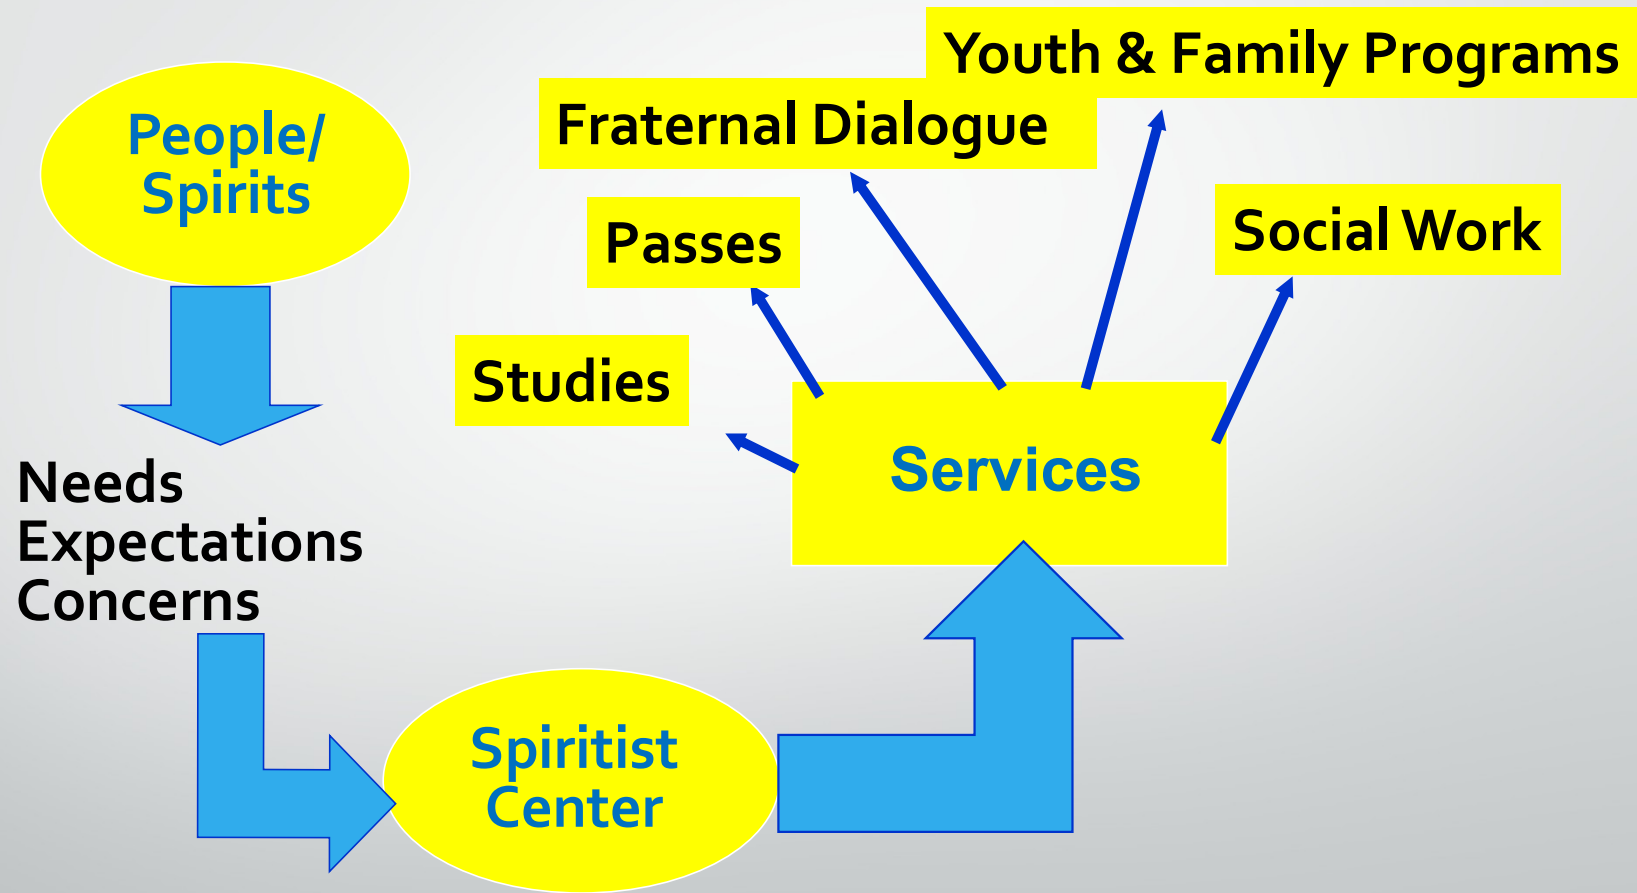 People/
Spirits
Needs
Expectations
Concerns
Spiritist
Center
Services
Studies
Passes
Fraternal Dialogue
Youth & Family Programs
Social Work